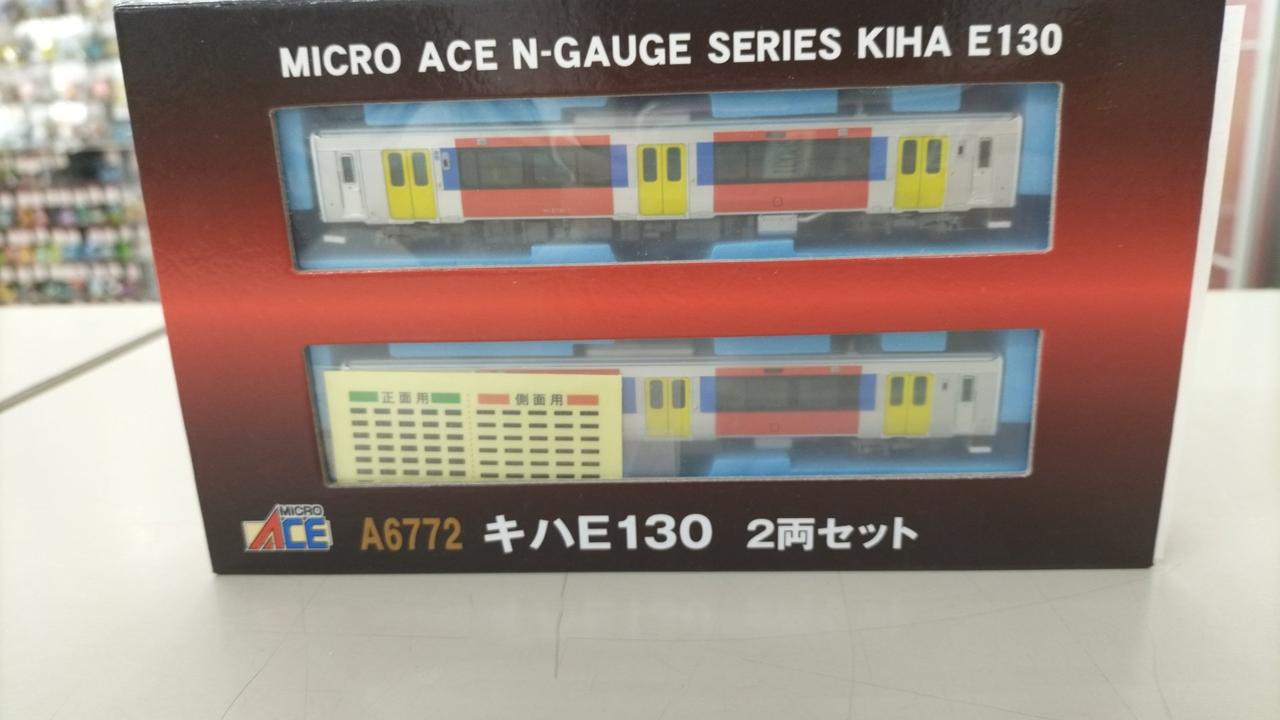 MICRO ACE N-GAUGE SERIES KIHA E130
正面用 側面用
MICRO ACE A6772 キハE130 2両セット